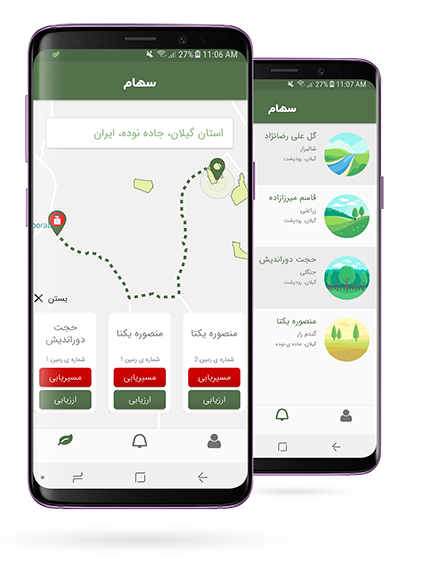 27% 11:06 AM
سهام
استان گیلان، جاده نوده، ایران
بستن
منصوره یکتا
شماره ی زمین:2
مسیریابی
ارزیابی
منصوره یکتا
شماره ی زمین:1
مسیریابی
ارزیابی
حجت دوراندیش
شماره ی زمین:1
مسیریابی
ارزیابی
27% 11:07 AM
سهام
گل علی رضانژاد
شالیزار
گیلان، رودپشت
قاسم میرزازاده
زراعتی
گیلان، رودپشت
حجت دوراندیش
جنگلی
گیلان، رودپشت
منصوره یکتا
گندم زار
گیلان، جاده ی نوده